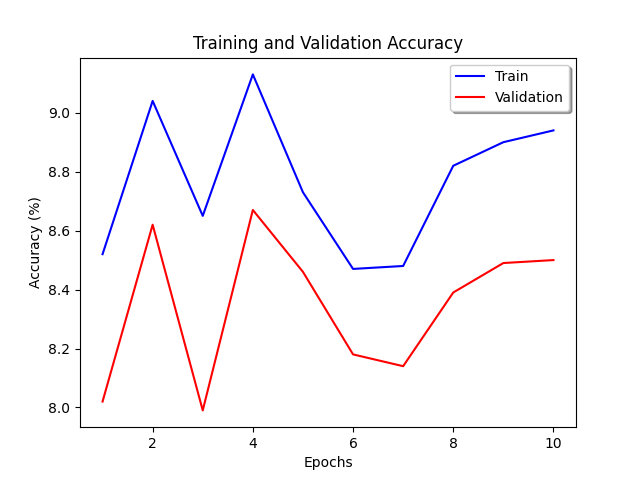 Training and Validation Accuracy
Train
Validation
Accuracy (%)
9.0
8.8
8.6
8.4
8.2
8.0
2 4 6 8 10
Epochs